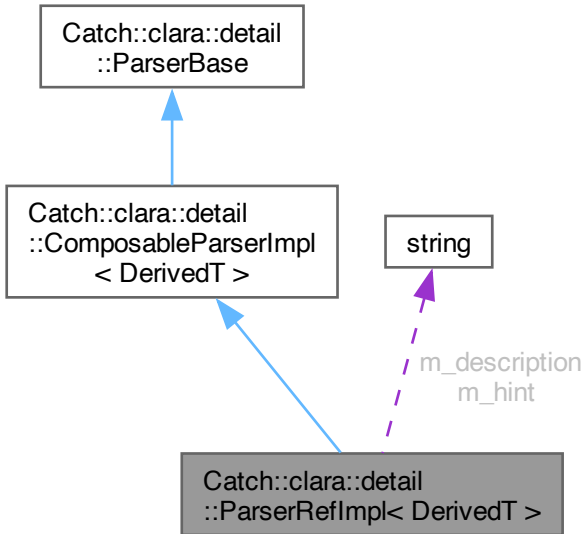 Catch::clara::detail
::ParserBase
Catch::clara::detail
::ComposableParserImpl
< DerivedT >
string
m_description
m_hint
Catch::clara::detail
::ParserRefImpl< DerivedT >